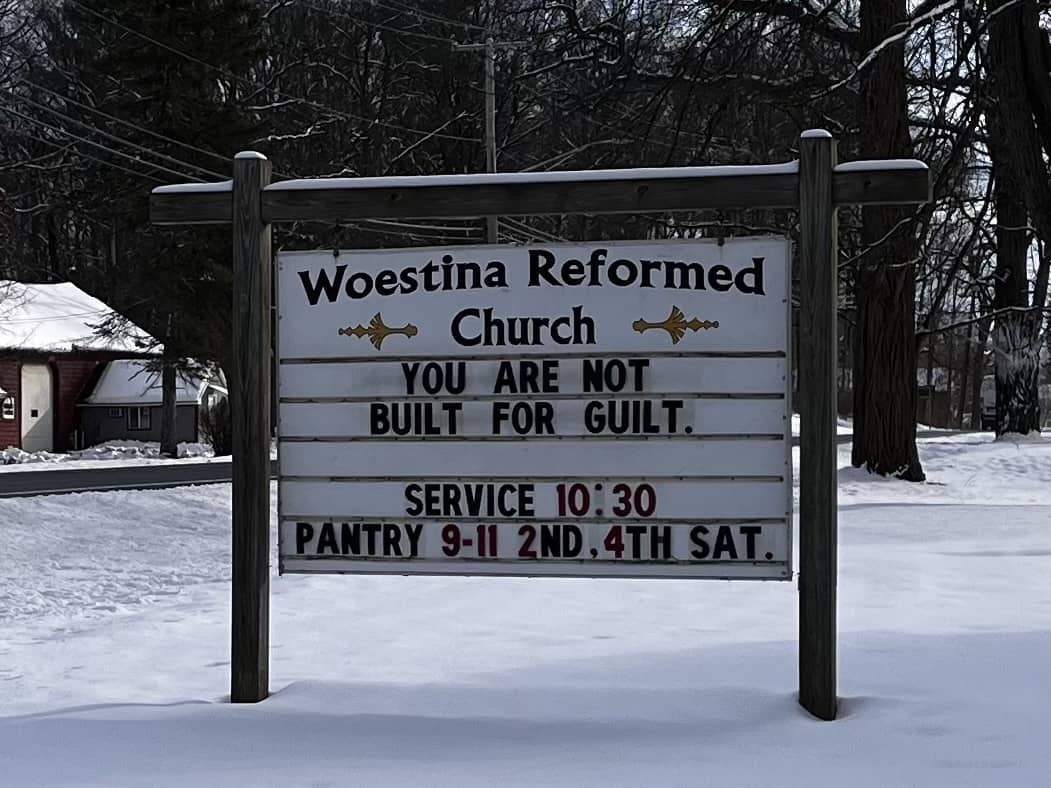 Woestina Reformed
Church
YOU ARE NOT
BUILT FOR GUILT.
SERVICE 10:30
PANTRY 9-11 2ND,4TH SAT.